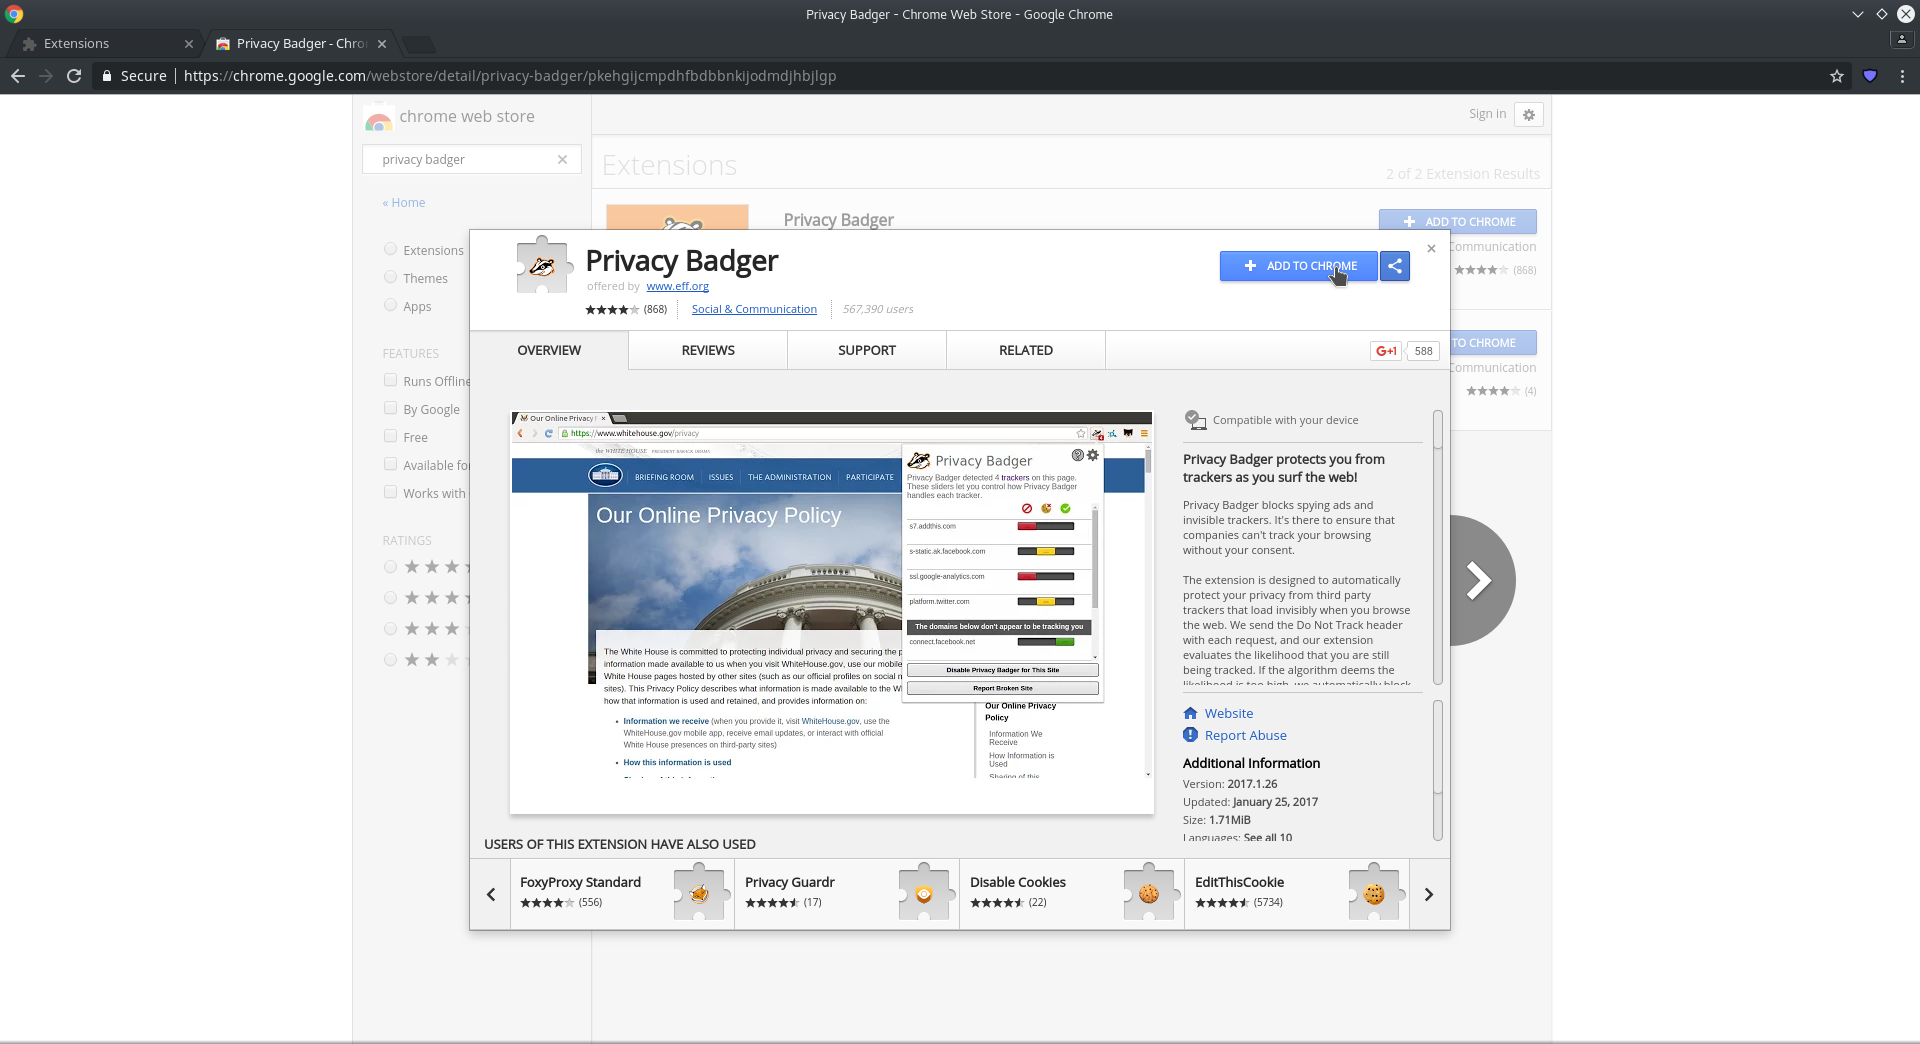 Privacy Badger - Chrome Web Store - Google Chrome
Extensions
Privacy Badger - Chro
Secure
https://chrome.google.com/webstore/detail/privacy-badger/pkehgijcmpdhfbdbbnkijodmdjhbjlgp
chrome web store
Sign in
privacy badger
Extensions
2 of 2 Extension Results
« Home
Extensions
Themes
Apps
FEATURES
Runs Offline
By Google
Free
Available fo
Works with
RATINGS
Privacy Badger
ADD TO CHROME
Communication
(868)
TO CHROME
Communication
(4)
Privacy Badger
offered by www.eff.org
(868)
Social & Communication
567,390 users
ADD TO CHROME
OVERVIEW
REVIEWS
SUPPORT
RELATED
G+1
588
Our Online Privacy
https://www.whitehouse.gov/privacy
the WHITE HOUSE PRESIDENT BARACK OBAMA
BRIEFING ROOM
ISSUES
THE ADMINISTRATION
PARTICIPATE
Our Online Privacy Policy
The White House is committed to protecting individual privacy and securing the p
information made available to us when you visit WhiteHouse.gov, use our mobile
White House pages hosted by other sites (such as our official profiles on social n
sites). This Privacy Policy describes what information is made available to the W
how that information is used and retained, and provides information on:
• Information we receive (when you provide it, visit WhiteHouse.gov, use the
WhiteHouse.gov mobile app, receive email updates, or interact with official
White House presences on third-party sites)
• How this information is used
Privacy Badger
Privacy Badger detected 4 trackers on this page.
These sliders let you control how Privacy Badger
handles each tracker.
s7.addthis.com
s-static.ak.facebook.com
ssl.google-analytics.com
platform.twitter.com
The domains below don't appear to be tracking you
connect.facebook.net
Disable Privacy Badger for This Site
Report Broken Site
Our Online Privacy
Policy
Information We
Receive
How Information is
Used
Sharing of this
Compatible with your device
Privacy Badger protects you from
trackers as you surf the web!
Privacy Badger blocks spying ads and
invisible trackers. It's there to ensure that
companies can't track your browsing
without your consent.
The extension is designed to automatically
protect your privacy from third party
trackers that load invisibly when you browse
the web. We send the Do Not Track header
with each request, and our extension
evaluates the likelihood that you are still
being tracked. If the algorithm deems the
likelihood is too high, we automatically block
Website
Report Abuse
Additional Information
Version: 2017.1.26
Updated: January 25, 2017
Size: 1.71MiB
Languages: See all 10
USERS OF THIS EXTENSION HAVE ALSO USED
FoxyProxy Standard
(556)
Privacy Guardr
(17)
Disable Cookies
(22)
EditThisCookie
(5734)